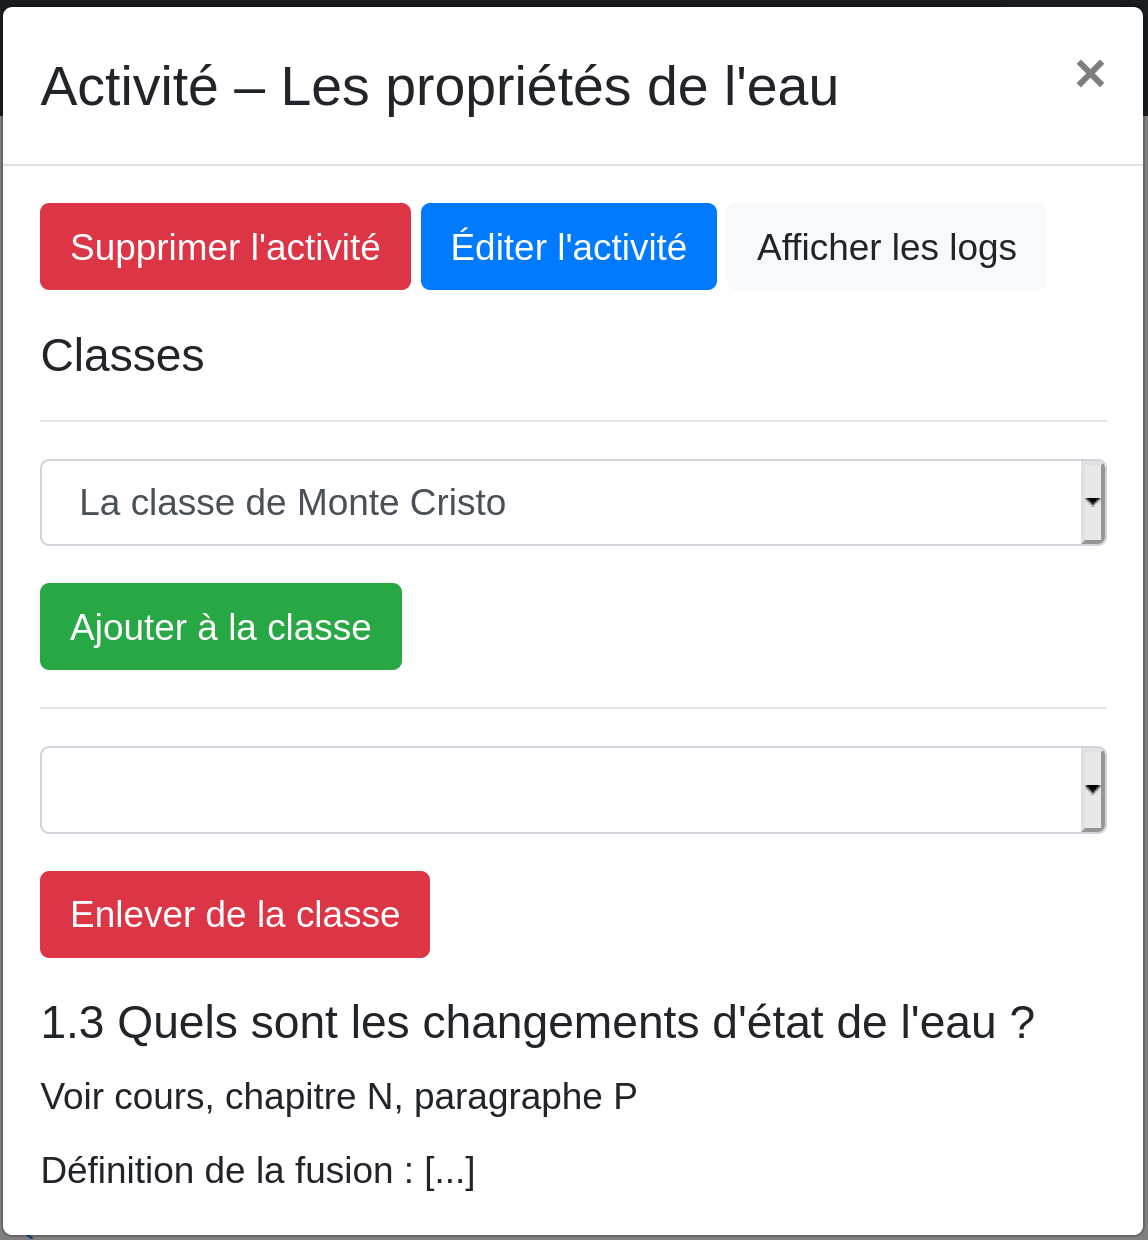 Activité – Les propriétés de l'eau ×
Supprimer l'activité Éditer l'activité Afficher les logs
Classes
La classe de Monte Cristo
Ajouter à la classe
Enlever de la classe
1.3 Quels sont les changements d'état de l'eau ?
Voir cours, chapitre N, paragraphe P
Définition de la fusion : [...]